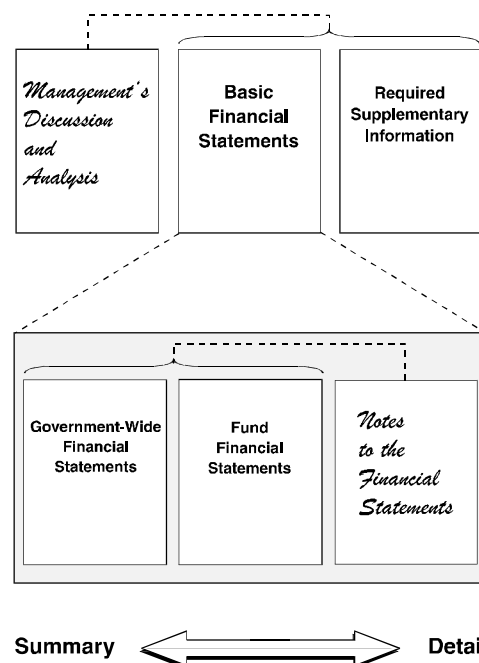 Management's
Discussion
and
Analysis
Basic
Financial
Statements
Required
Supplementary
Information
Government-Wide
Financial
Statements
Fund
Financial
Statements
Notes
to the
Financial
Statements
Summary
Detai